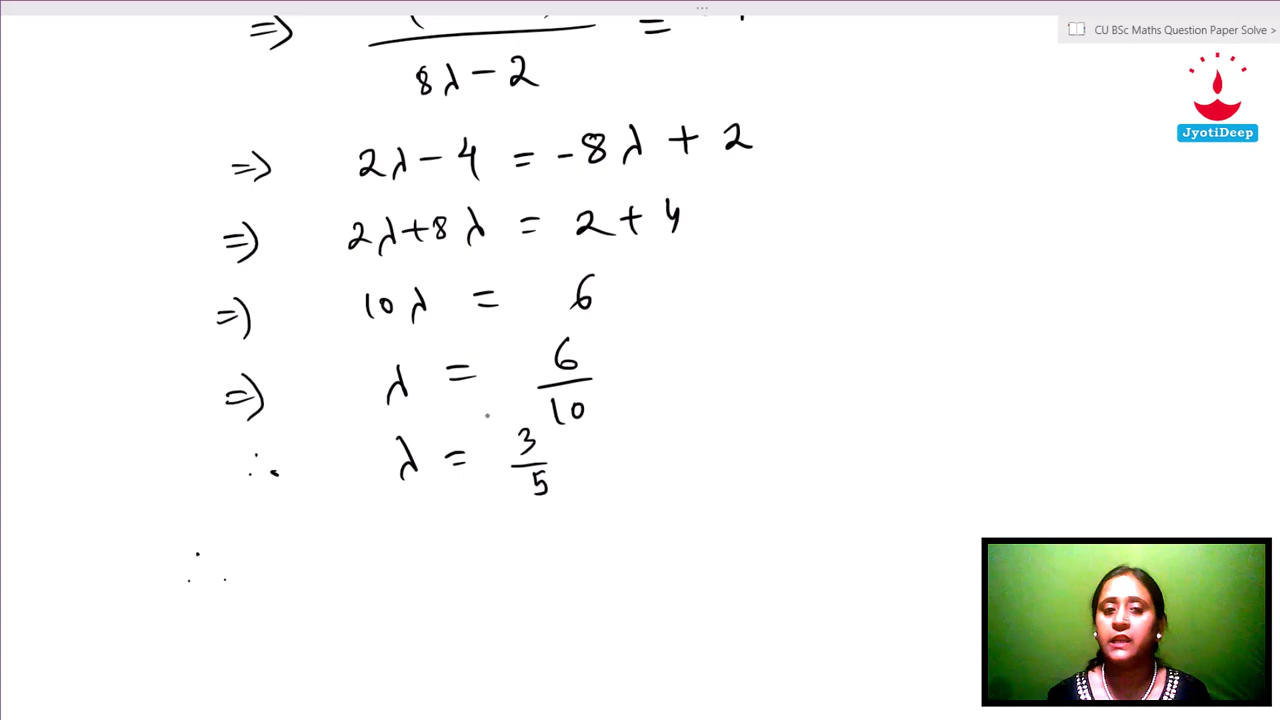 CU BSc Maths Question Paper Solve >
JyotiDeep
=>
=
8λ - 2
=> 2λ - 4 = -8λ + 2
=> 2λ + 8λ = 2 + 4
=> 10λ = 6
=> λ = 6/10
∴ λ = 3/5
∴